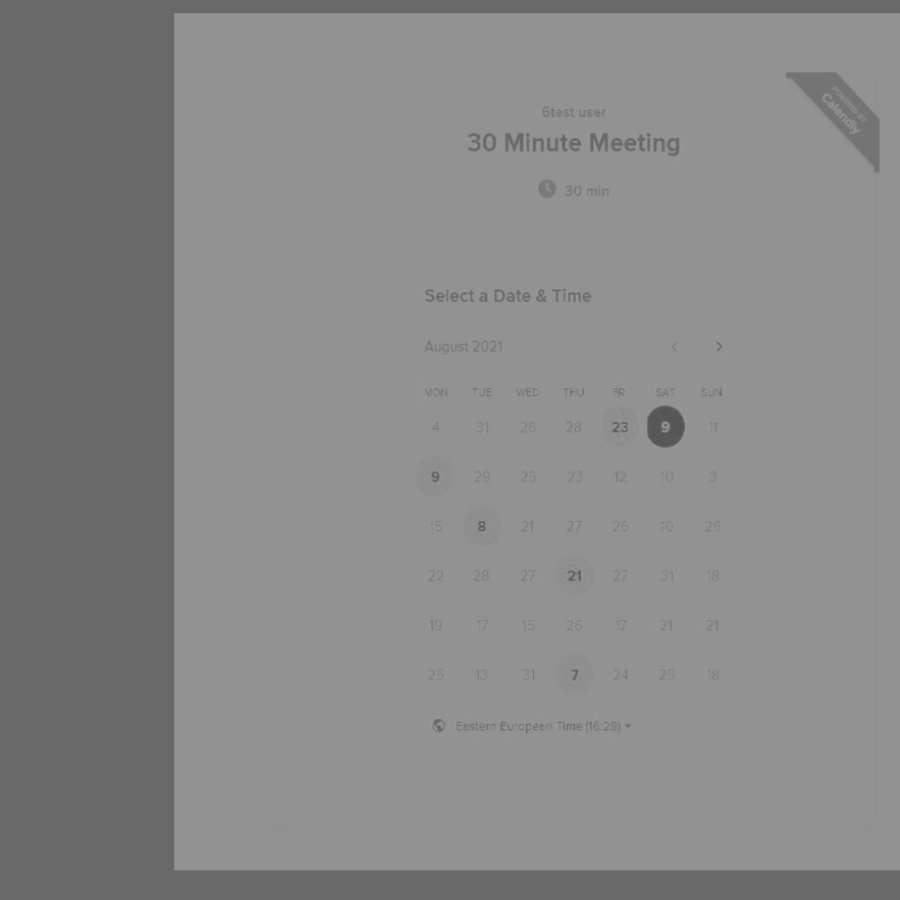 POWERED BY
Calendly
6test user
30 Minute Meeting
30 min
Select a Date & Time
August 2021
MON TUE WED THU FRI SAT SUN
4 31 26 28 23 9 11
9 29 25 23 12 10 3
15 8 21 27 26 10 26
22 28 27 21 27 31 18
19 17 15 26 17 21 21
25 13 31 7 24 25 18
Eastern European Time (16:28)